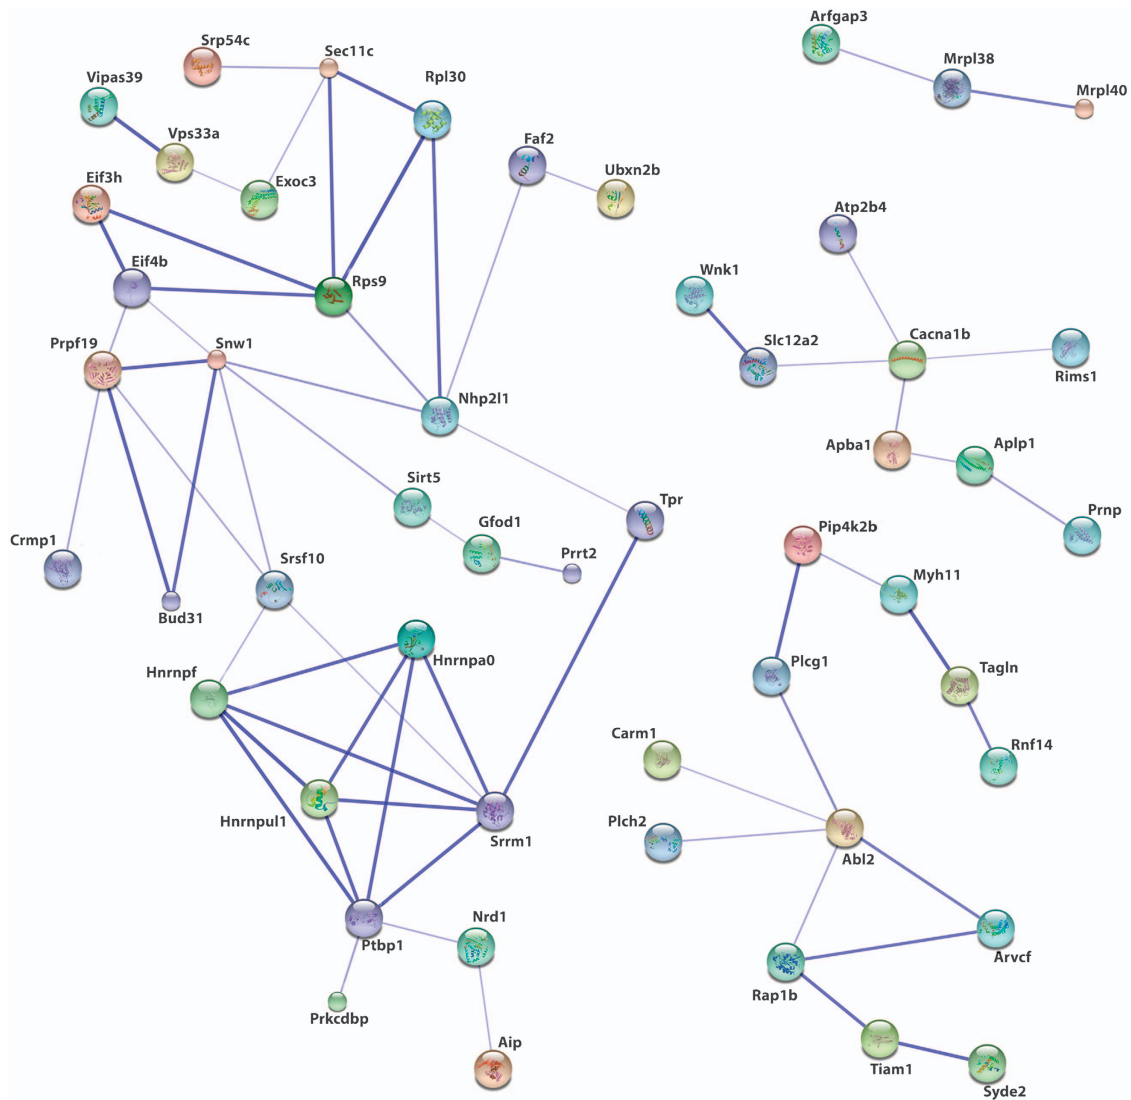 Arfgap3
Srp54c
Sec11c
Mrpl38
Vipas39
Rpl30
Mrpl40
Vps33a
Faf2
Ubxn2b
Eif3h
Exoc3
Atp2b4
Eif4b
Wnk1
Rps9
Cacna1b
Prpf19
Snw1
Slc12a2
Rims1
Nhp2l1
Apba1
Aplp1
Sirt5
Tpr
Prnp
Gfod1
Pip4k2b
Crmp1
Prrt2
Srsf10
Myh11
Bud31
Hnrnpa0
Plcg1
Hnrnpf
Tagln
Carm1
Rnf14
Hnrnpul1
Plch2
Srrm1
Abl2
Nrd1
Ptbp1
Arvcf
Rap1b
Prkcdbp
Aip
Tiam1
Syde2